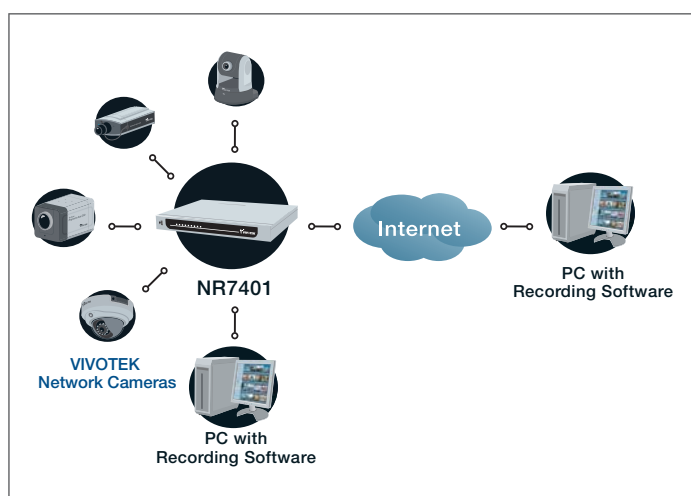 Internet
NR7401
PC with
Recording Software
VIVOTEK
Network Cameras
PC with
Recording Software